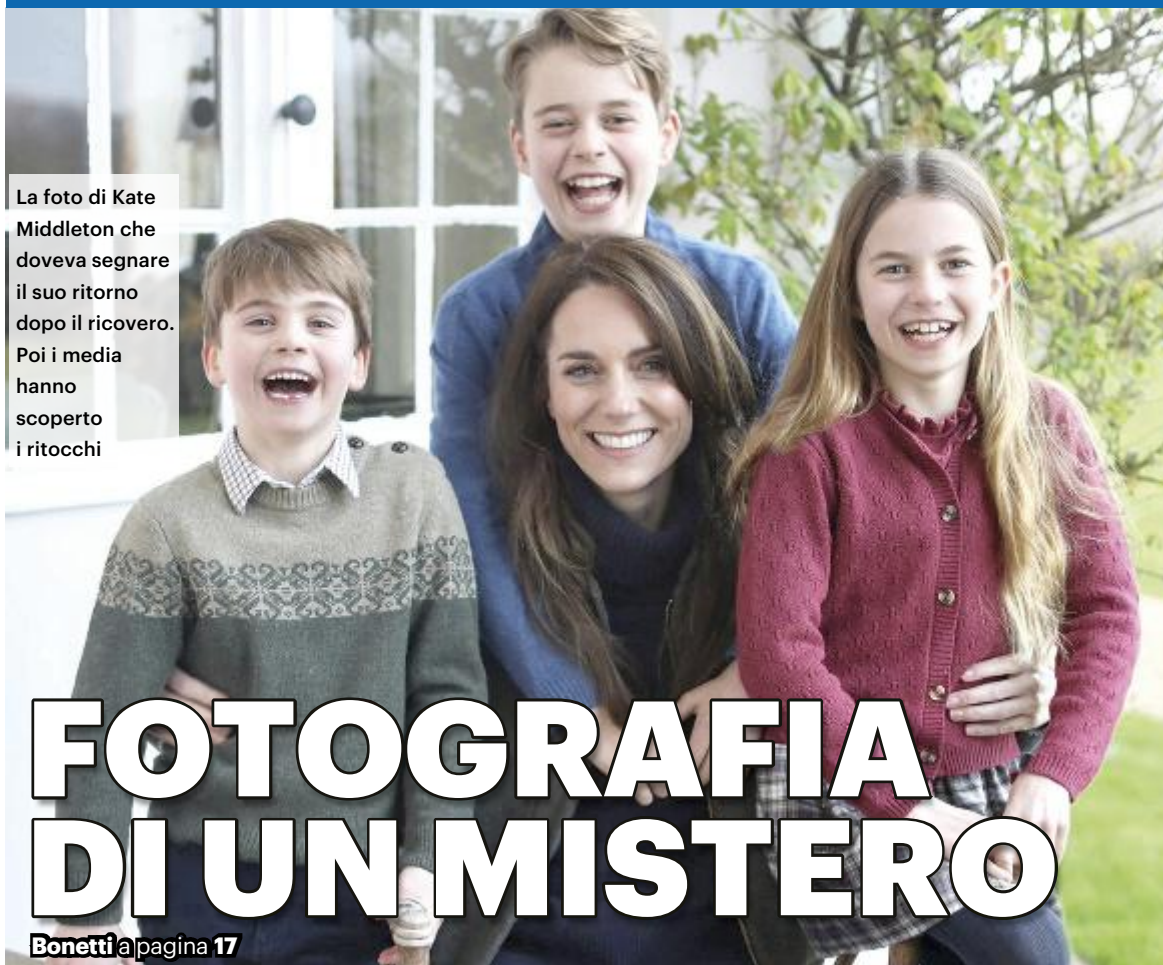 La foto di Kate
Middleton che
doveva segnare
il suo ritorno
dopo il ricovero.
Poi i media
hanno
scoperto
i ritocchi
FOTOGRAFIA
DI UN MISTERO
Bonetti a pagina 17